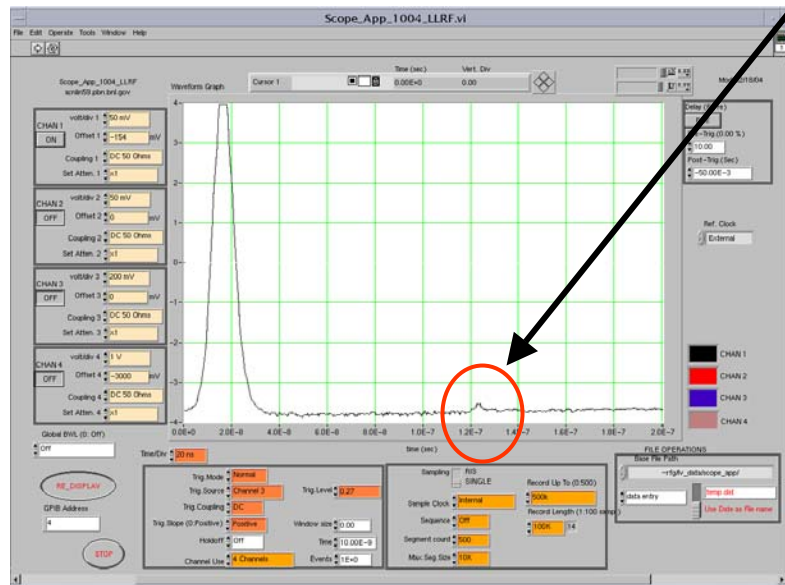 Scope_App_1004_LLRF.vi
File Edit Operate Tools Window Help
Scope_App_1004_LLRF
acnlin59.pbn.bnl.gov
Waveform Graph
Cursor 1
Time (sec)
Vert. Div
0.00E+0
0.00
CHAN 1
ON
volt/div 1
50 mV
Offset 1
-154
mV
Coupling 1
DC 50 Ohms
Set Atten. 1
x1
CHAN 2
OFF
volt/div 2
50 mV
Offset 2
0
mV
Coupling 2
DC 50 Ohms
Set Atten. 2
x1
CHAN 3
OFF
volt/div 3
200 mV
Offset 3
0
mV
Coupling 3
DC 50 Ohms
Set Atten. 3
x1
CHAN 4
OFF
volt/div 4
1 V
Offset 4
-3000
mV
Coupling 4
DC 50 Ohms
Set Atten. 4
x1
4
3
2
1
0
-1
-2
-3
-4
0.0E+0 2.0E-8 4.0E-8 6.0E-8 8.0E-8 1.0E-7 1.2E-7 1.4E-7 1.6E-7 1.8E-7 2.0E-7
time (sec)
10.00
Post-Trig.(Sec)
-50.00E-3
Ref. Clock
External
CHAN 1
CHAN 2
CHAN 3
CHAN 4
Global BWL (0: Off)
Off
RE_DISPLAY
GPIB Address
4
STOP
Time/Div
20 ns
Trig.Mode
Normal
Trig.Source
Channel 3
Trig.Level
0.27
Trig.Coupling
DC
Trig.Slope (0:Positive)
Positive
Window size
0.00
Holdoff
Off
Time
10.00E-9
Channel Use
4 Channels
Events
1E+0
Sampling
RIS
SINGLE
Record Up To (0:500)
500k
Sample Clock
Internal
Record Length (1:100
Sequence
Off
100K
14
Segment count
500
Max. Seg. Size
10K
FILE OPERATIONS
Base File Path
~rfg/lv_data/scope_app/
data entry
temp.dat
Use Date as File name